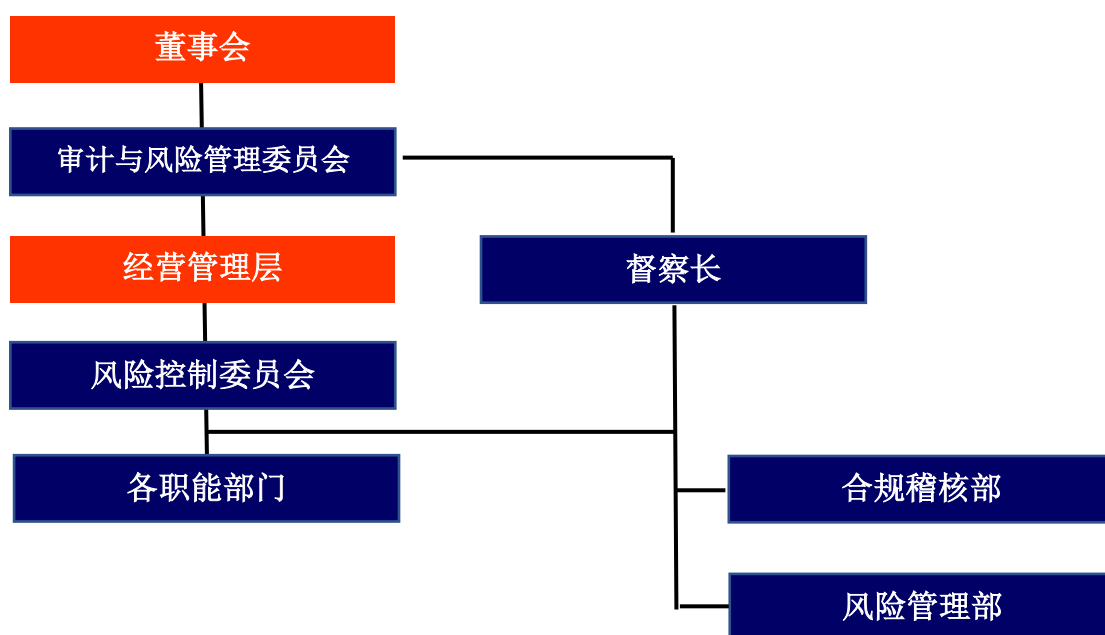 董事会
审计与风险管理委员会
经营管理层
督察长
风险控制委员会
各职能部门
合规稽核部
风险管理部